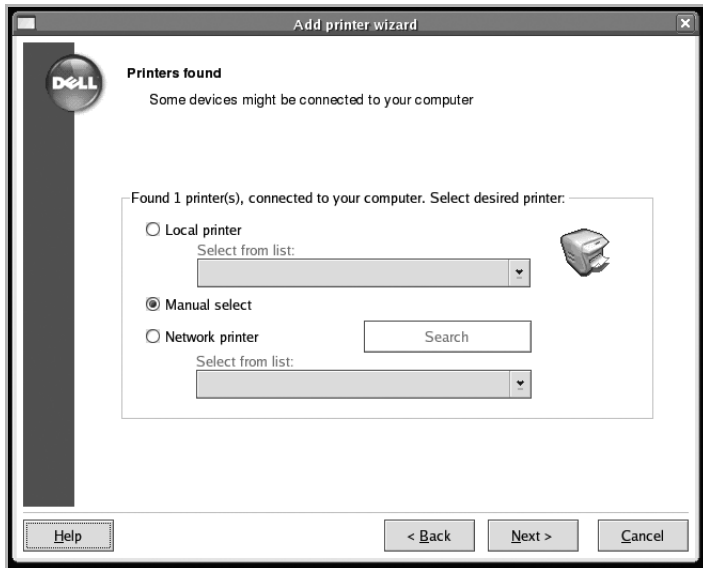 Add printer wizard
DELL
Printers found
Some devices might be connected to your computer
Found 1 printer(s), connected to your computer. Select desired printer:
Local printer
Select from list:
Manual select
Network printer
Search
Select from list:
Help
< Back
Next >
Cancel